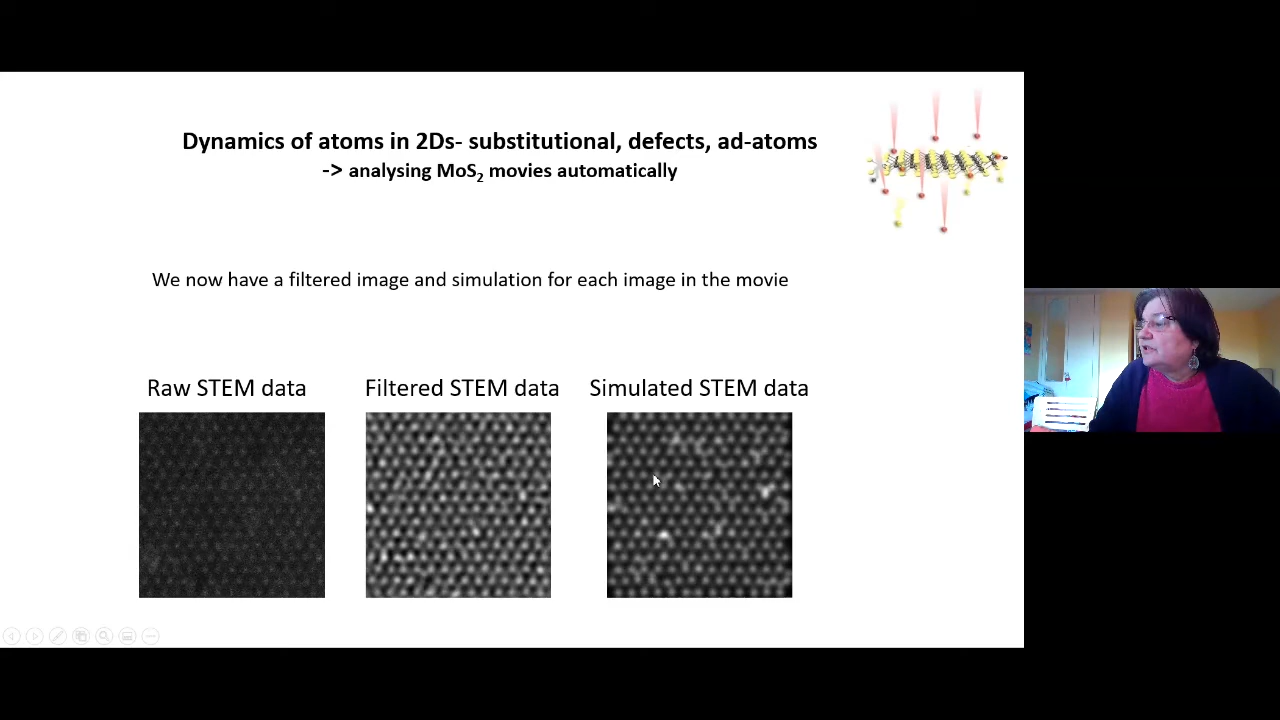 Dynamics of atoms in 2Ds- substitutional, defects, ad-atoms
-> analysing MoS₂ movies automatically
We now have a filtered image and simulation for each image in the movie
Raw STEM data
Filtered STEM data
Simulated STEM data